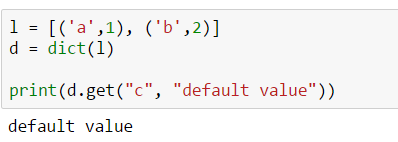 l = [('a',1), ('b',2)]
d = dict(l)
print(d.get("c", "default value"))
default value